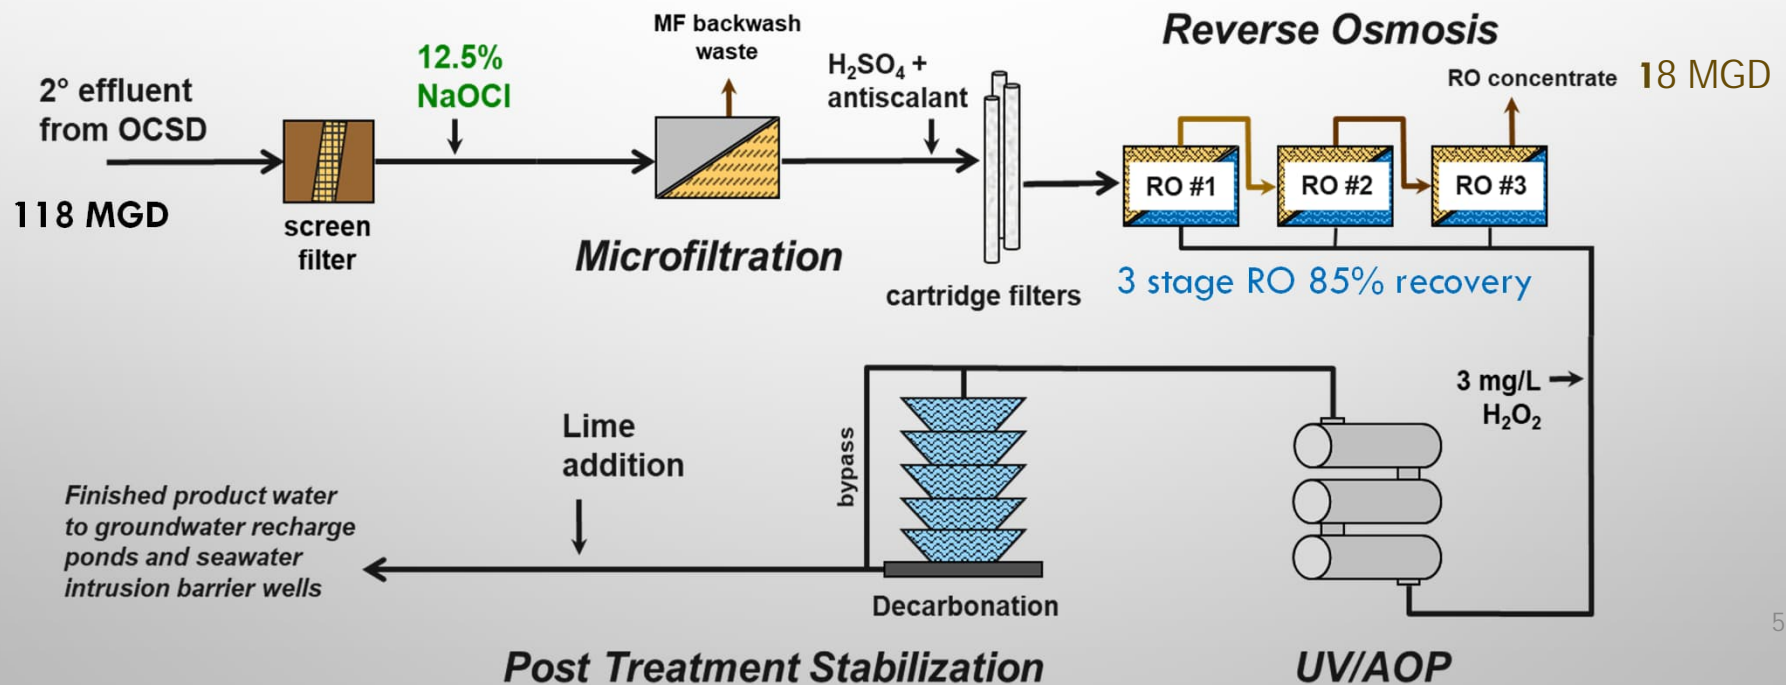 Reverse Osmosis
MF backwash
waste
12.5%
NaOCl
H₂SO₄ +
antiscalant
RO concentrate
18 MGD
2° effluent
from OCSD
118 MGD
screen
filter
Microfiltration
cartridge filters
RO #1
RO #2
RO #3
3 stage RO 85% recovery
3 mg/L
H₂O₂
Lime
addition
bypass
Finished product water
to groundwater recharge
ponds and seawater
intrusion barrier wells
Decarbonation
Post Treatment Stabilization
UV/AOP
5